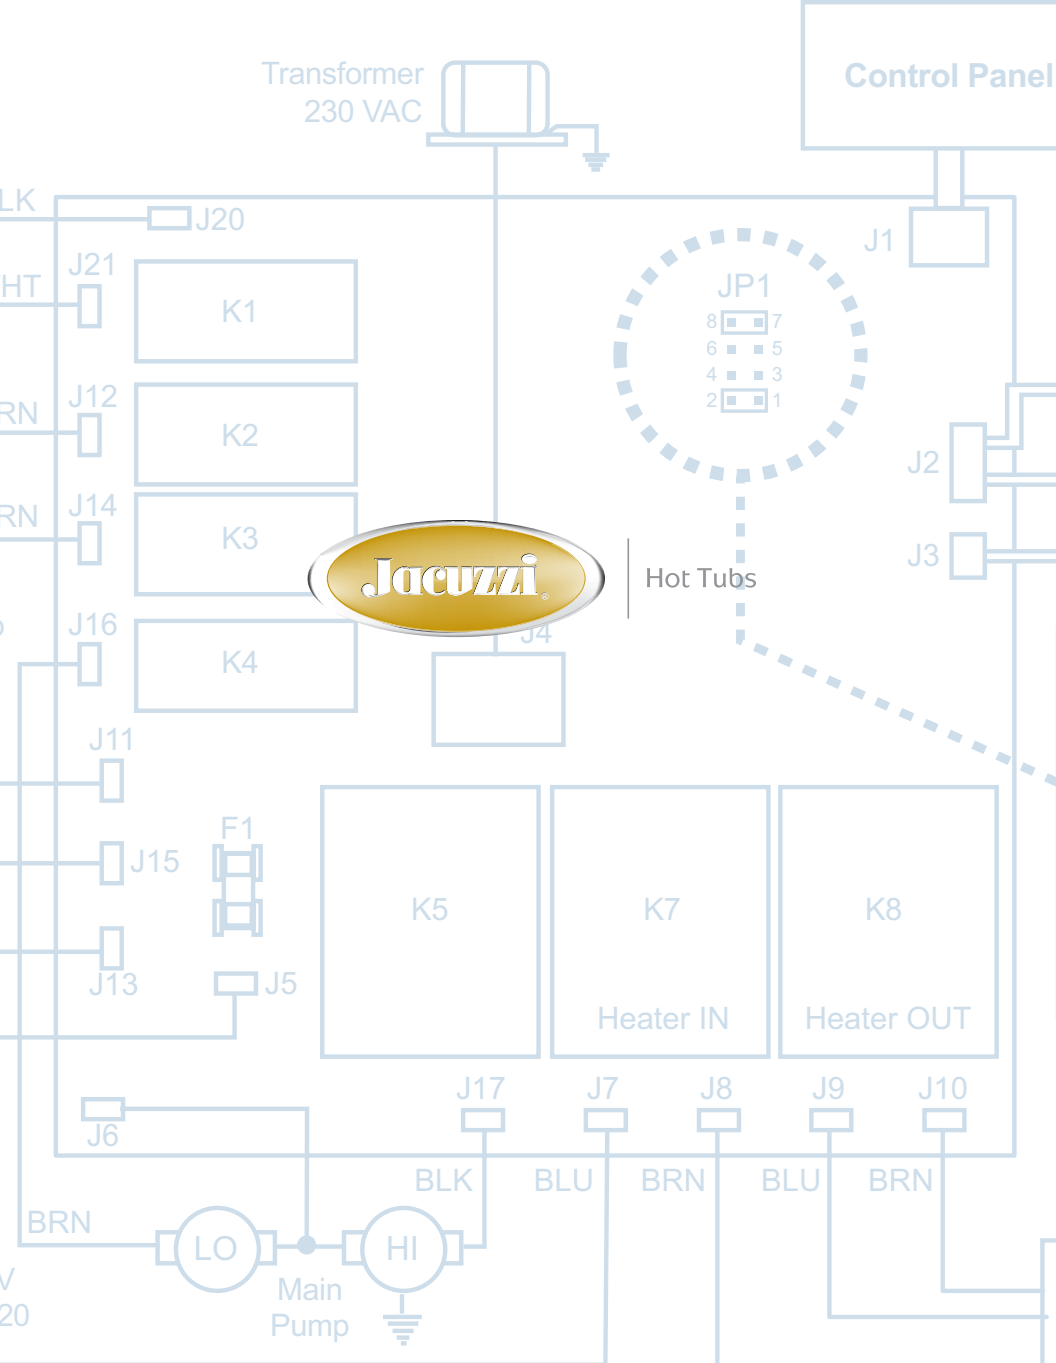 Transformer
230 VAC
Control Panel
LK
J20
J1
J21
HT
K1
JP1
8 7
6 5
4 3
2 1
J12
RN
K2
J2
J14
RN
K3
J3
Jacuzzi ®
Hot Tubs
J16
J4
K4
J11
F1
J15
K5
K7
K8
J13
J5
Heater IN
Heater OUT
J17
J7
J8
J9
J10
J6
BLK
BLU
BRN
BLU
BRN
BRN
LO
HI
V
20
Main
Pump